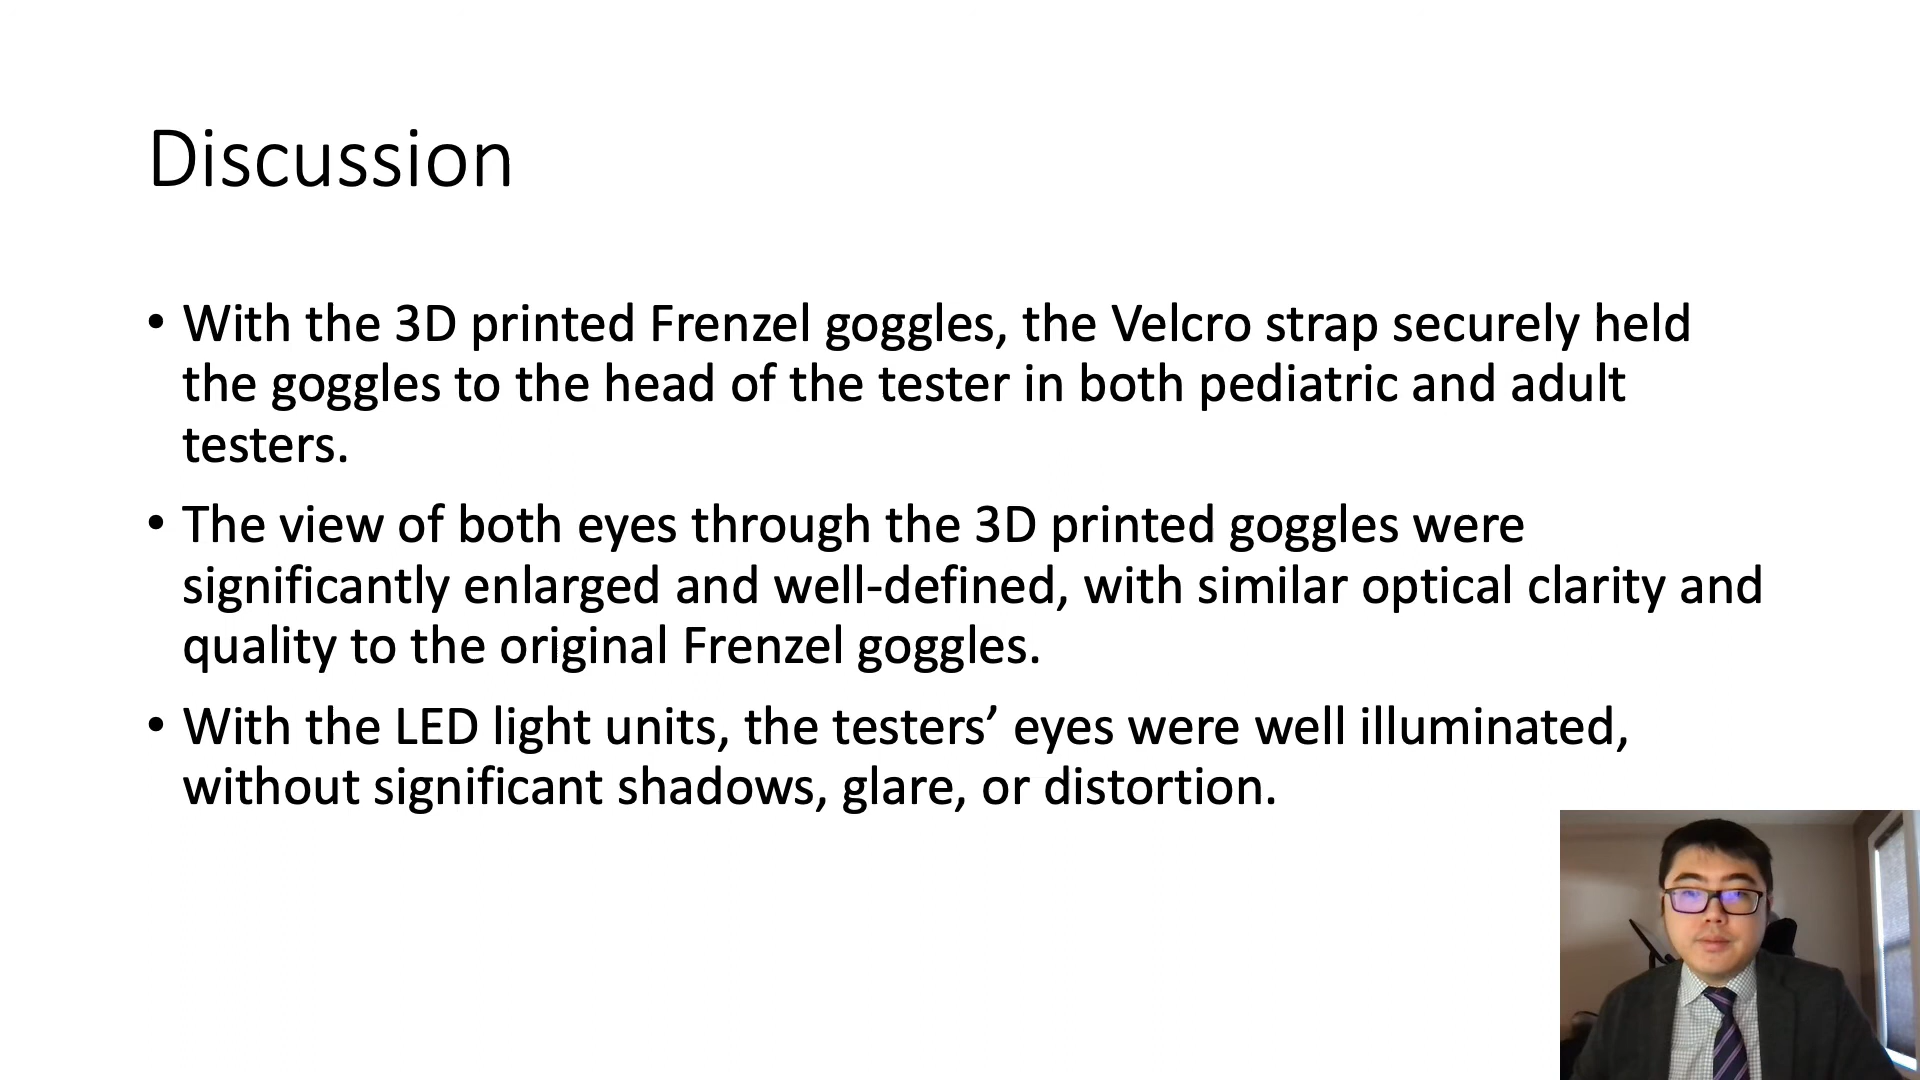 Discussion
• With the 3D printed Frenzel goggles, the Velcro strap securely held
the goggles to the head of the tester in both pediatric and adult
testers.
• The view of both eyes through the 3D printed goggles were
significantly enlarged and well-defined, with similar optical clarity and
quality to the original Frenzel goggles.
• With the LED light units, the testers’ eyes were well illuminated,
without significant shadows, glare, or distortion.